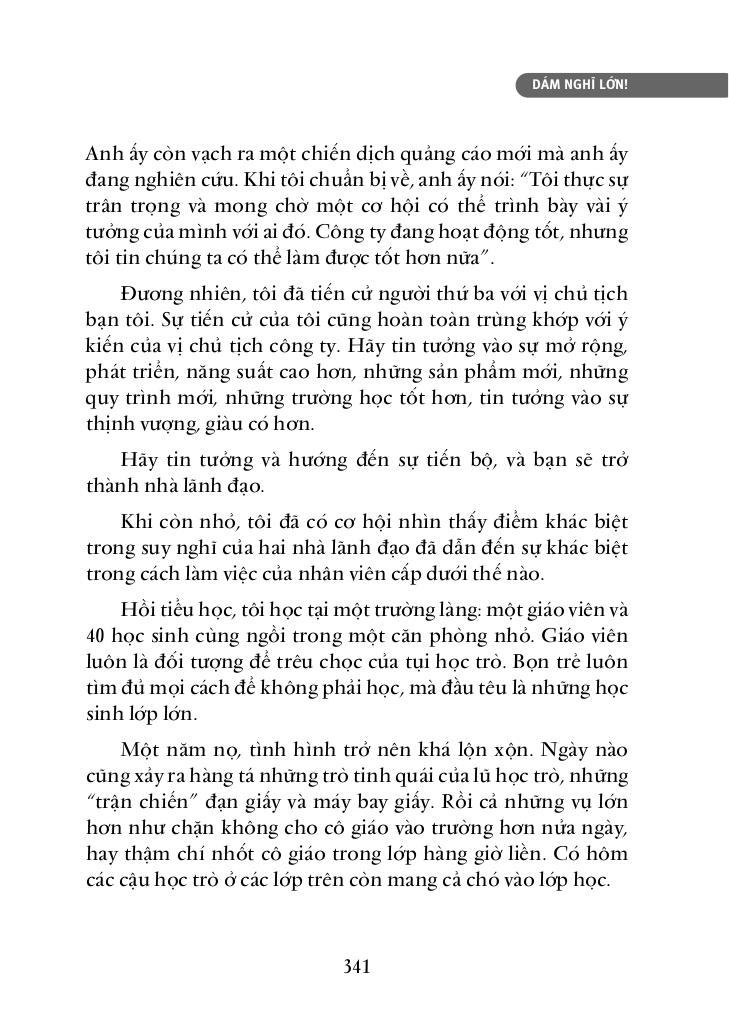 DÁM NGHĨ LỚN!
Anh ấy còn vạch ra một chiến dịch quảng cáo mới mà anh ấy
đang nghiên cứu. Khi tôi chuẩn bị về, anh ấy nói: “Tôi thực sự
trân trọng và mong chờ một cơ hội có thể trình bày vài ý
tưởng của mình với ai đó. Công ty đang hoạt động tốt, nhưng
tôi tin chúng ta có thể làm được tốt hơn nữa”.
Đương nhiên, tôi đã tiến cử người thứ ba với vị chủ tịch
bạn tôi. Sự tiến cử của tôi cũng hoàn toàn trùng khớp với ý
kiến của vị chủ tịch công ty. Hãy tin tưởng vào sự mở rộng,
phát triển, năng suất cao hơn, những sản phẩm mới, những
quy trình mới, những trường học tốt hơn, tin tưởng vào sự
thịnh vượng, giàu có hơn.
Hãy tin tưởng và hướng đến sự tiến bộ, và bạn sẽ trở
thành nhà lãnh đạo.
Khi còn nhỏ, tôi đã có cơ hội nhìn thấy điểm khác biệt
trong suy nghĩ của hai nhà lãnh đạo đã dẫn đến sự khác biệt
trong cách làm việc của nhân viên cấp dưới thế nào.
Hồi tiểu học, tôi học tại một trường làng: một giáo viên và
40 học sinh cùng ngồi trong một căn phòng nhỏ. Giáo viên
luôn là đối tượng để trêu chọc của tụi học trò. Bọn trẻ luôn
tìm đủ mọi cách để không phải học, mà đầu têu là những học
sinh lớp lớn.
Một năm nọ, tình hình trở nên khá lộn xộn. Ngày nào
cũng xảy ra hàng tá những trò tinh quái của lũ học trò, những
“trận chiến” đạn giấy và máy bay giấy. Rồi cả những vụ lớn
hơn như chặn không cho cô giáo vào trường hơn nửa ngày,
hay thậm chí nhốt cô giáo trong lớp hàng giờ liền. Có hôm
các cậu học trò ở các lớp trên còn mang cả chó vào lớp học.
341